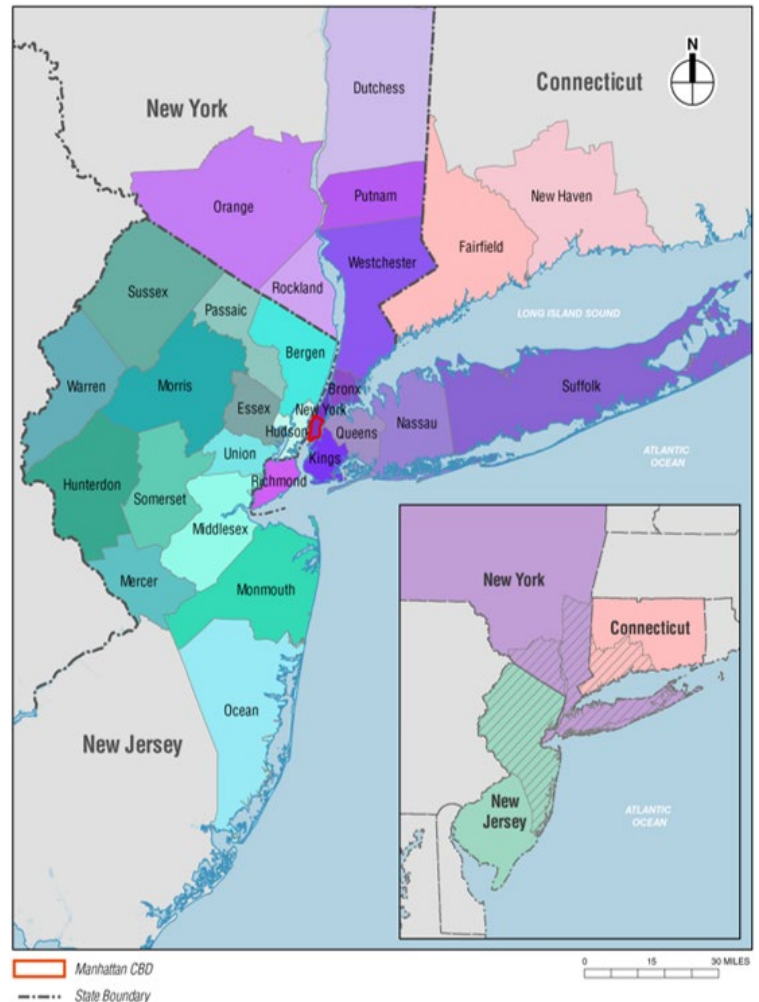 N
Dutchess
Connecticut
New York
Putnam
New Haven
Orange
Fairfield
Westchester
Rockland
Sussex
Passaic
LONG ISLAND SOUND
Bergen
Warren
Morris
Bronx
Suffolk
Essex
New York
Nassau
Hudson
Queens
Union
Kings
ATLANTIC
OCEAN
Hunterdon
Richmond
Somerset
Middlesex
Mercer
Monmouth
Ocean
New Jersey
New York
Connecticut
New
Jersey
ATLANTIC
OCEAN
Manhattan CBD
State Boundary
0 15 30 MILES